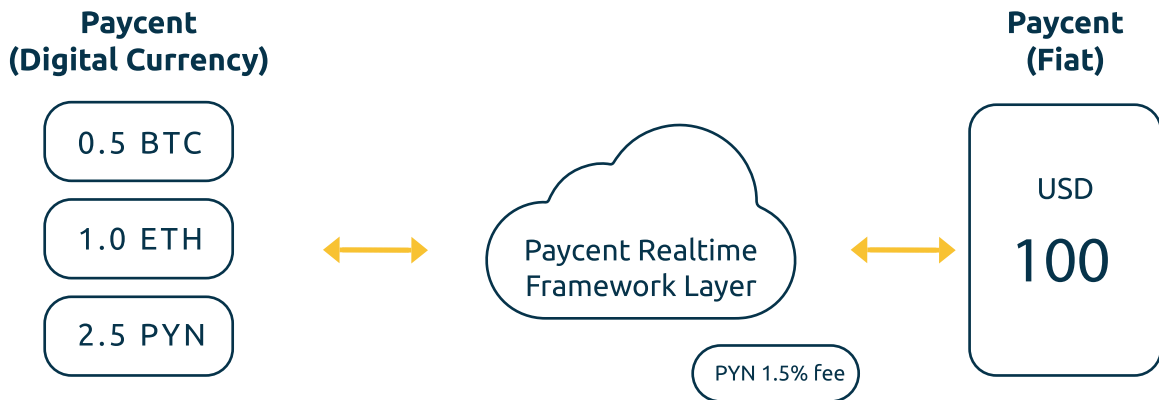 Paycent
(Digital Currency)
0.5 BTC
1.0 ETH
2.5 PYN
Paycent Realtime
Framework Layer
PYN 1.5% fee
Paycent
(Fiat)
USD
100